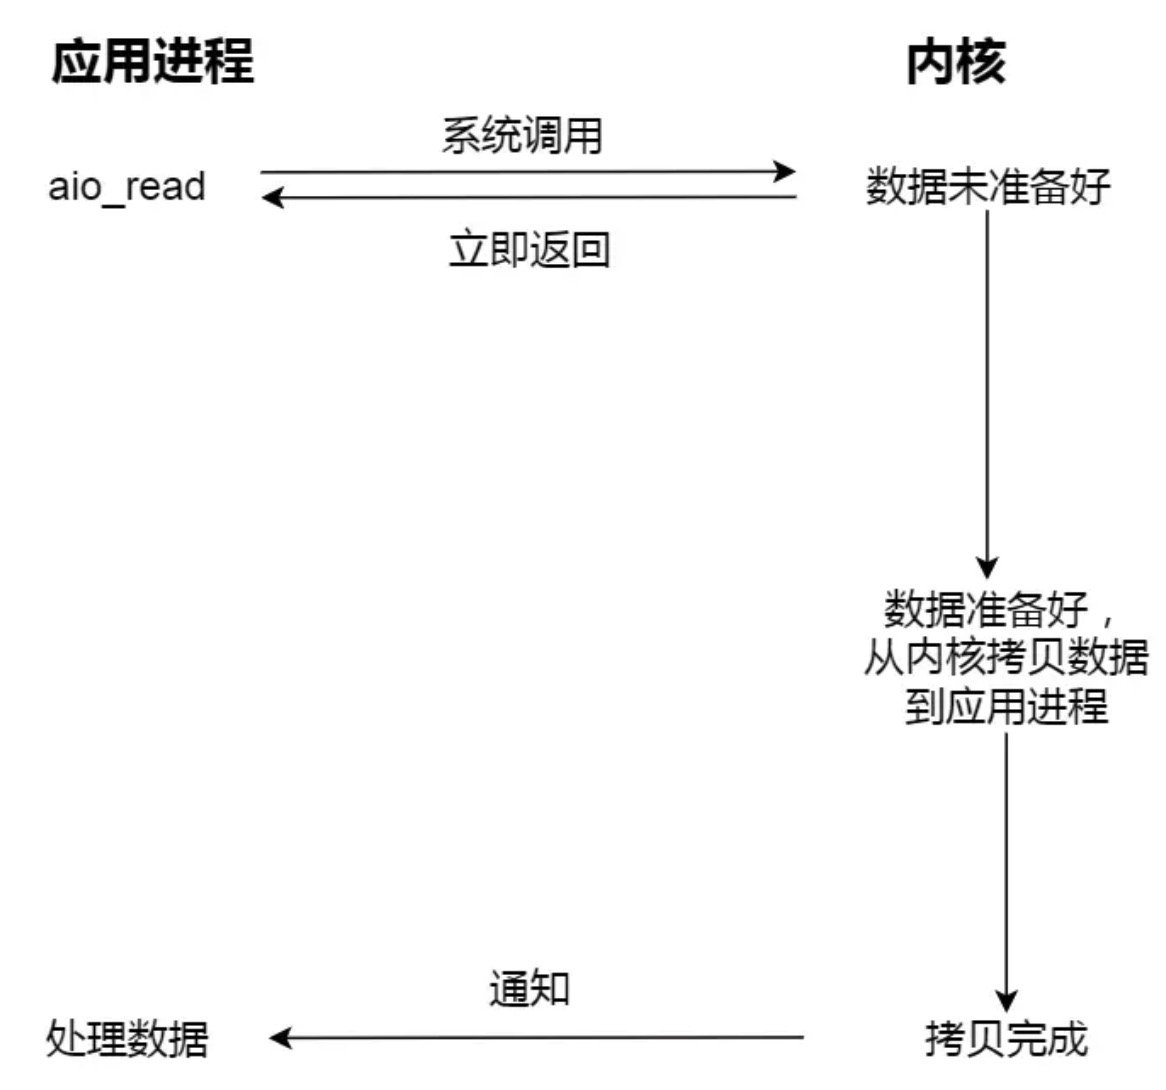 应用进程
内核
系统调用
aio_read
数据未准备好
立即返回
数据准备好，
从内核拷贝数据
到应用进程
通知
处理数据
拷贝完成